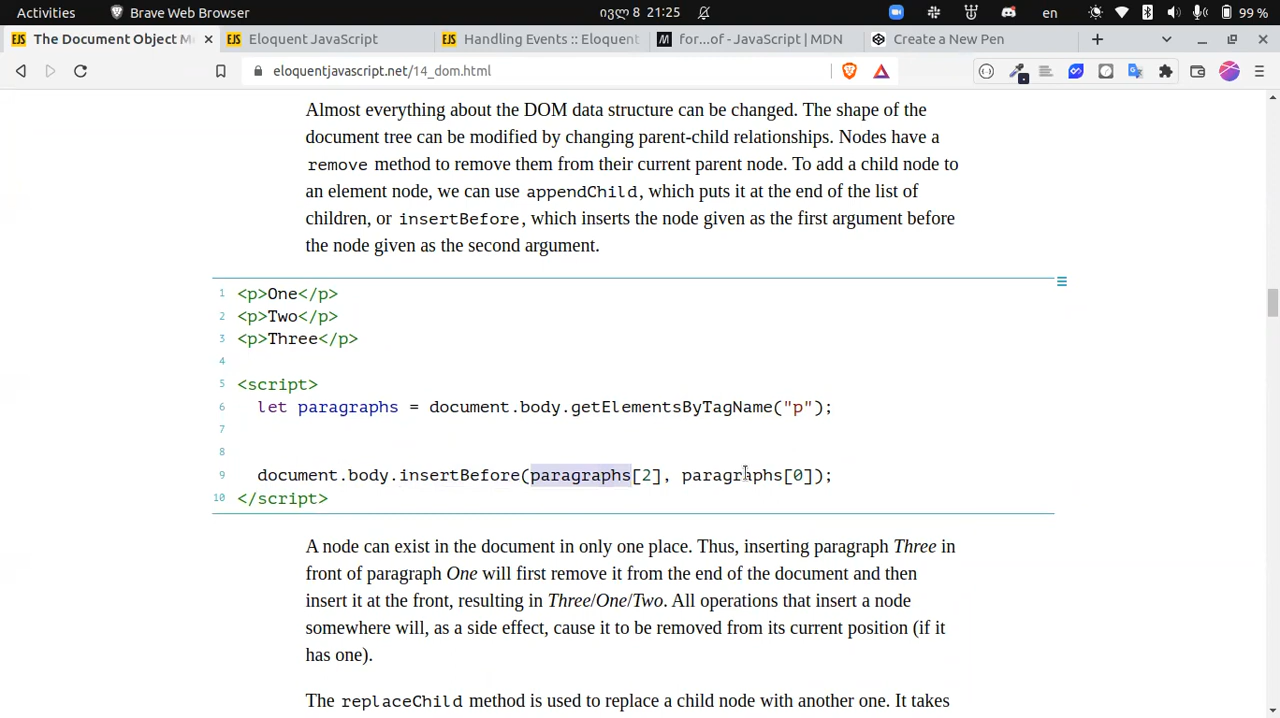 Activities Brave Web Browser ივლ 8 21:25 en 99 %
The Document Object Mo Eloquent JavaScript Handling Events :: Eloquent for...of - JavaScript | MDN Create a New Pen
eloquentjavascript.net/14_dom.html
Almost everything about the DOM data structure can be changed. The shape of the
document tree can be modified by changing parent-child relationships. Nodes have a
remove method to remove them from their current parent node. To add a child node to
an element node, we can use appendChild, which puts it at the end of the list of
children, or insertBefore, which inserts the node given as the first argument before
the node given as the second argument.
1 <p>One</p>
2 <p>Two</p>
3 <p>Three</p>
4
5 <script>
6 let paragraphs = document.body.getElementsByTagName("p");
7
8
9 document.body.insertBefore(paragraphs[2], paragraphs[0]);
10 </script>
A node can exist in the document in only one place. Thus, inserting paragraph Three in
front of paragraph One will first remove it from the end of the document and then
insert it at the front, resulting in Three/One/Two. All operations that insert a node
somewhere will, as a side effect, cause it to be removed from its current position (if it
has one).
The replaceChild method is used to replace a child node with another one. It takes